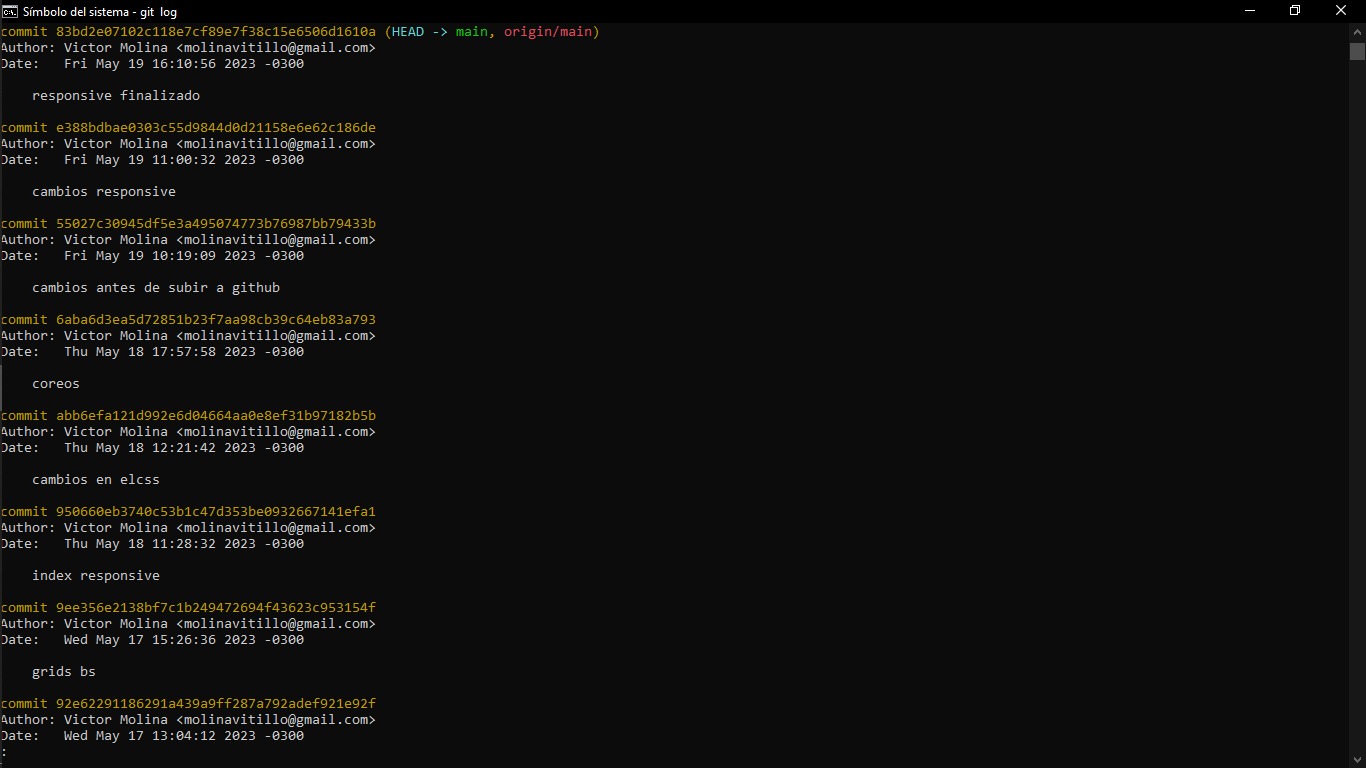 Símbolo del sistema - git log
commit 83bd2e07102c118e7cf89e7f38c15e6506d1610a (HEAD -> main, origin/main)
Author: Victor Molina <molinavitillo@gmail.com>
Date:   Fri May 19 16:10:56 2023 -0300
responsive finalizado
commit e388bdbae0303c55d9844d0d21158e6e62c186de
Author: Victor Molina <molinavitillo@gmail.com>
Date:   Fri May 19 11:00:32 2023 -0300
cambios responsive
commit 55027c30945df5e3a495074773b76987bb79433b
Author: Victor Molina <molinavitillo@gmail.com>
Date:   Fri May 19 10:19:09 2023 -0300
cambios antes de subir a github
commit 6aba6d3ea5d72851b23f7aa98cb39c64eb83a793
Author: Victor Molina <molinavitillo@gmail.com>
Date:   Thu May 18 17:57:58 2023 -0300
coreos
commit abb6efa121d992e6d04664aa0e8ef31b97182b5b
Author: Victor Molina <molinavitillo@gmail.com>
Date:   Thu May 18 12:21:42 2023 -0300
cambios en elcss
commit 950660eb3740c53b1c47d353be0932667141efa1
Author: Victor Molina <molinavitillo@gmail.com>
Date:   Thu May 18 11:28:32 2023 -0300
index responsive
commit 9ee356e2138bf7c1b249472694f43623c953154f
Author: Victor Molina <molinavitillo@gmail.com>
Date:   Wed May 17 15:26:36 2023 -0300
grids bs
commit 92e62291186291a439a9ff287a792adef921e92f
Author: Victor Molina <molinavitillo@gmail.com>
Date:   Wed May 17 13:04:12 2023 -0300
: